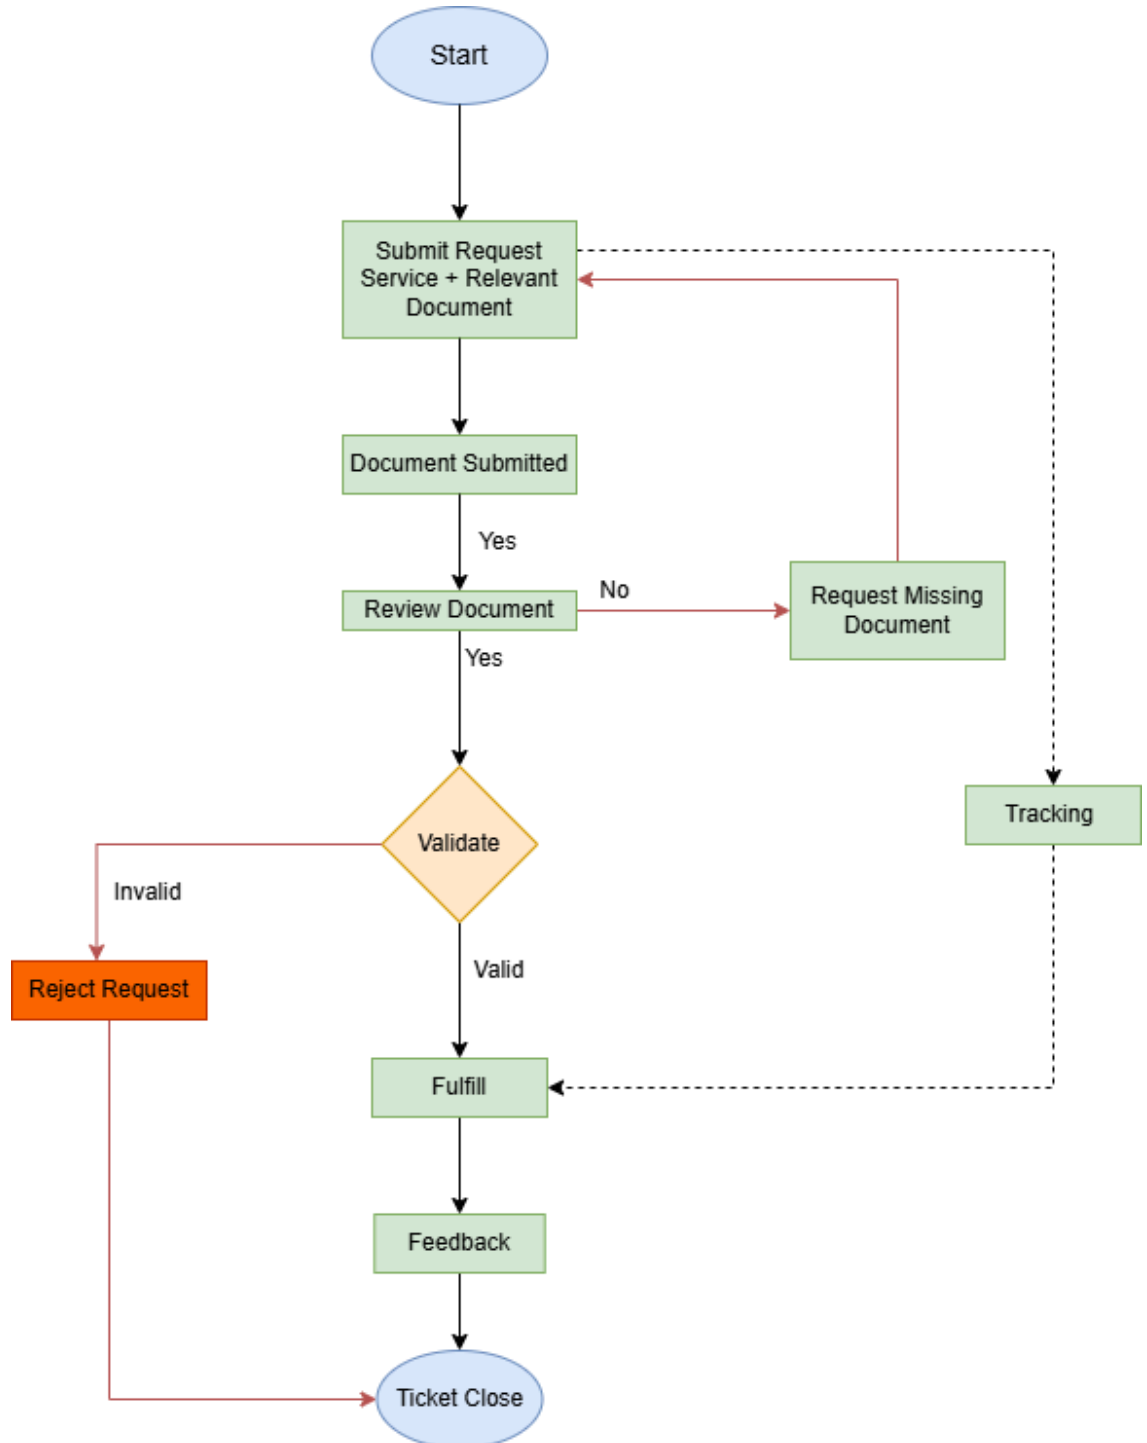 Start
Submit Request
Service + Relevant
Document
Document Submitted
Yes
Review Document
No
Request Missing
Document
Yes
Tracking
Validate
Invalid
Valid
Reject Request
Fulfill
Feedback
Ticket Close